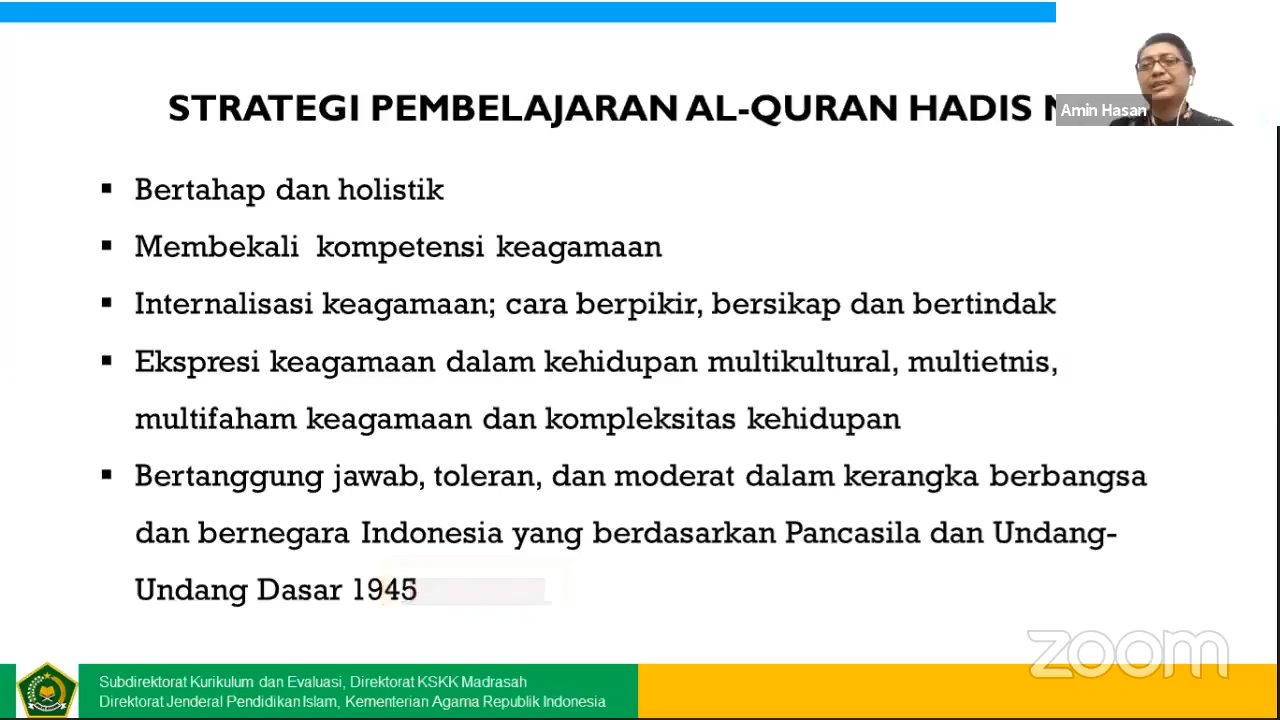 STRATEGI PEMBELAJARAN AL-QURAN HADIS
Amin Hasan
▪ Bertahap dan holistik
▪ Membekali kompetensi keagamaan
▪ Internalisasi keagamaan; cara berpikir, bersikap dan bertindak
▪ Ekspresi keagamaan dalam kehidupan multikultural, multietnis,
multifaham keagamaan dan kompleksitas kehidupan
▪ Bertanggung jawab, toleran, dan moderat dalam kerangka berbangsa
dan bernegara Indonesia yang berdasarkan Pancasila dan Undang-
Undang Dasar 1945
zoom
Subdirektorat Kurikulum dan Evaluasi, Direktorat KSKK Madrasah
Direktorat Jenderal Pendidikan Islam, Kementerian Agama Republik Indonesia